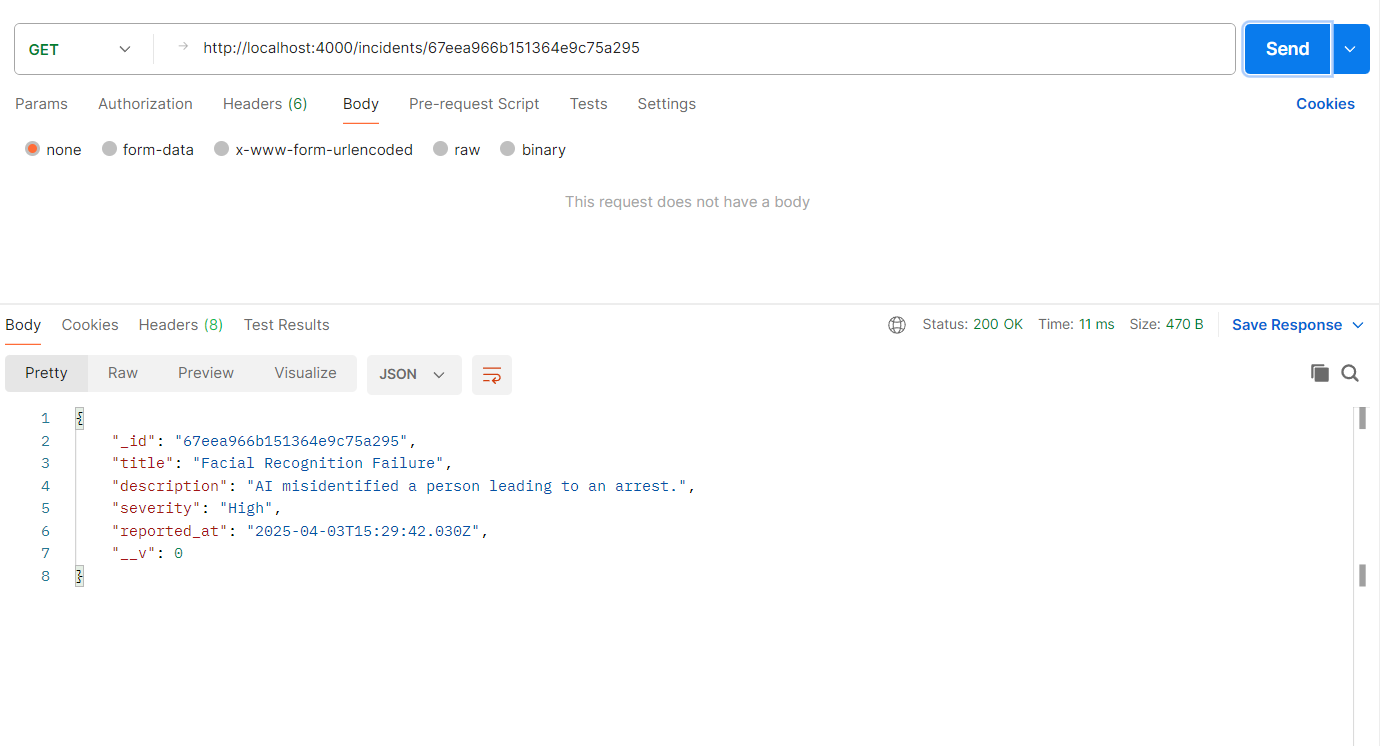 GET http://localhost:4000/incidents/67eea966b151364e9c75a295 Send
Params Authorization Headers (6) Body Pre-request Script Tests Settings Cookies
none form-data x-www-form-urlencoded raw binary
This request does not have a body
Body Cookies Headers (8) Test Results Status: 200 OK Time: 11 ms Size: 470 B Save Response
Pretty Raw Preview Visualize JSON
1 {
2 "_id": "67eea966b151364e9c75a295",
3 "title": "Facial Recognition Failure",
4 "description": "AI misidentified a person leading to an arrest.",
5 "severity": "High",
6 "reported_at": "2025-04-03T15:29:42.030Z",
7 "__v": 0
8 }